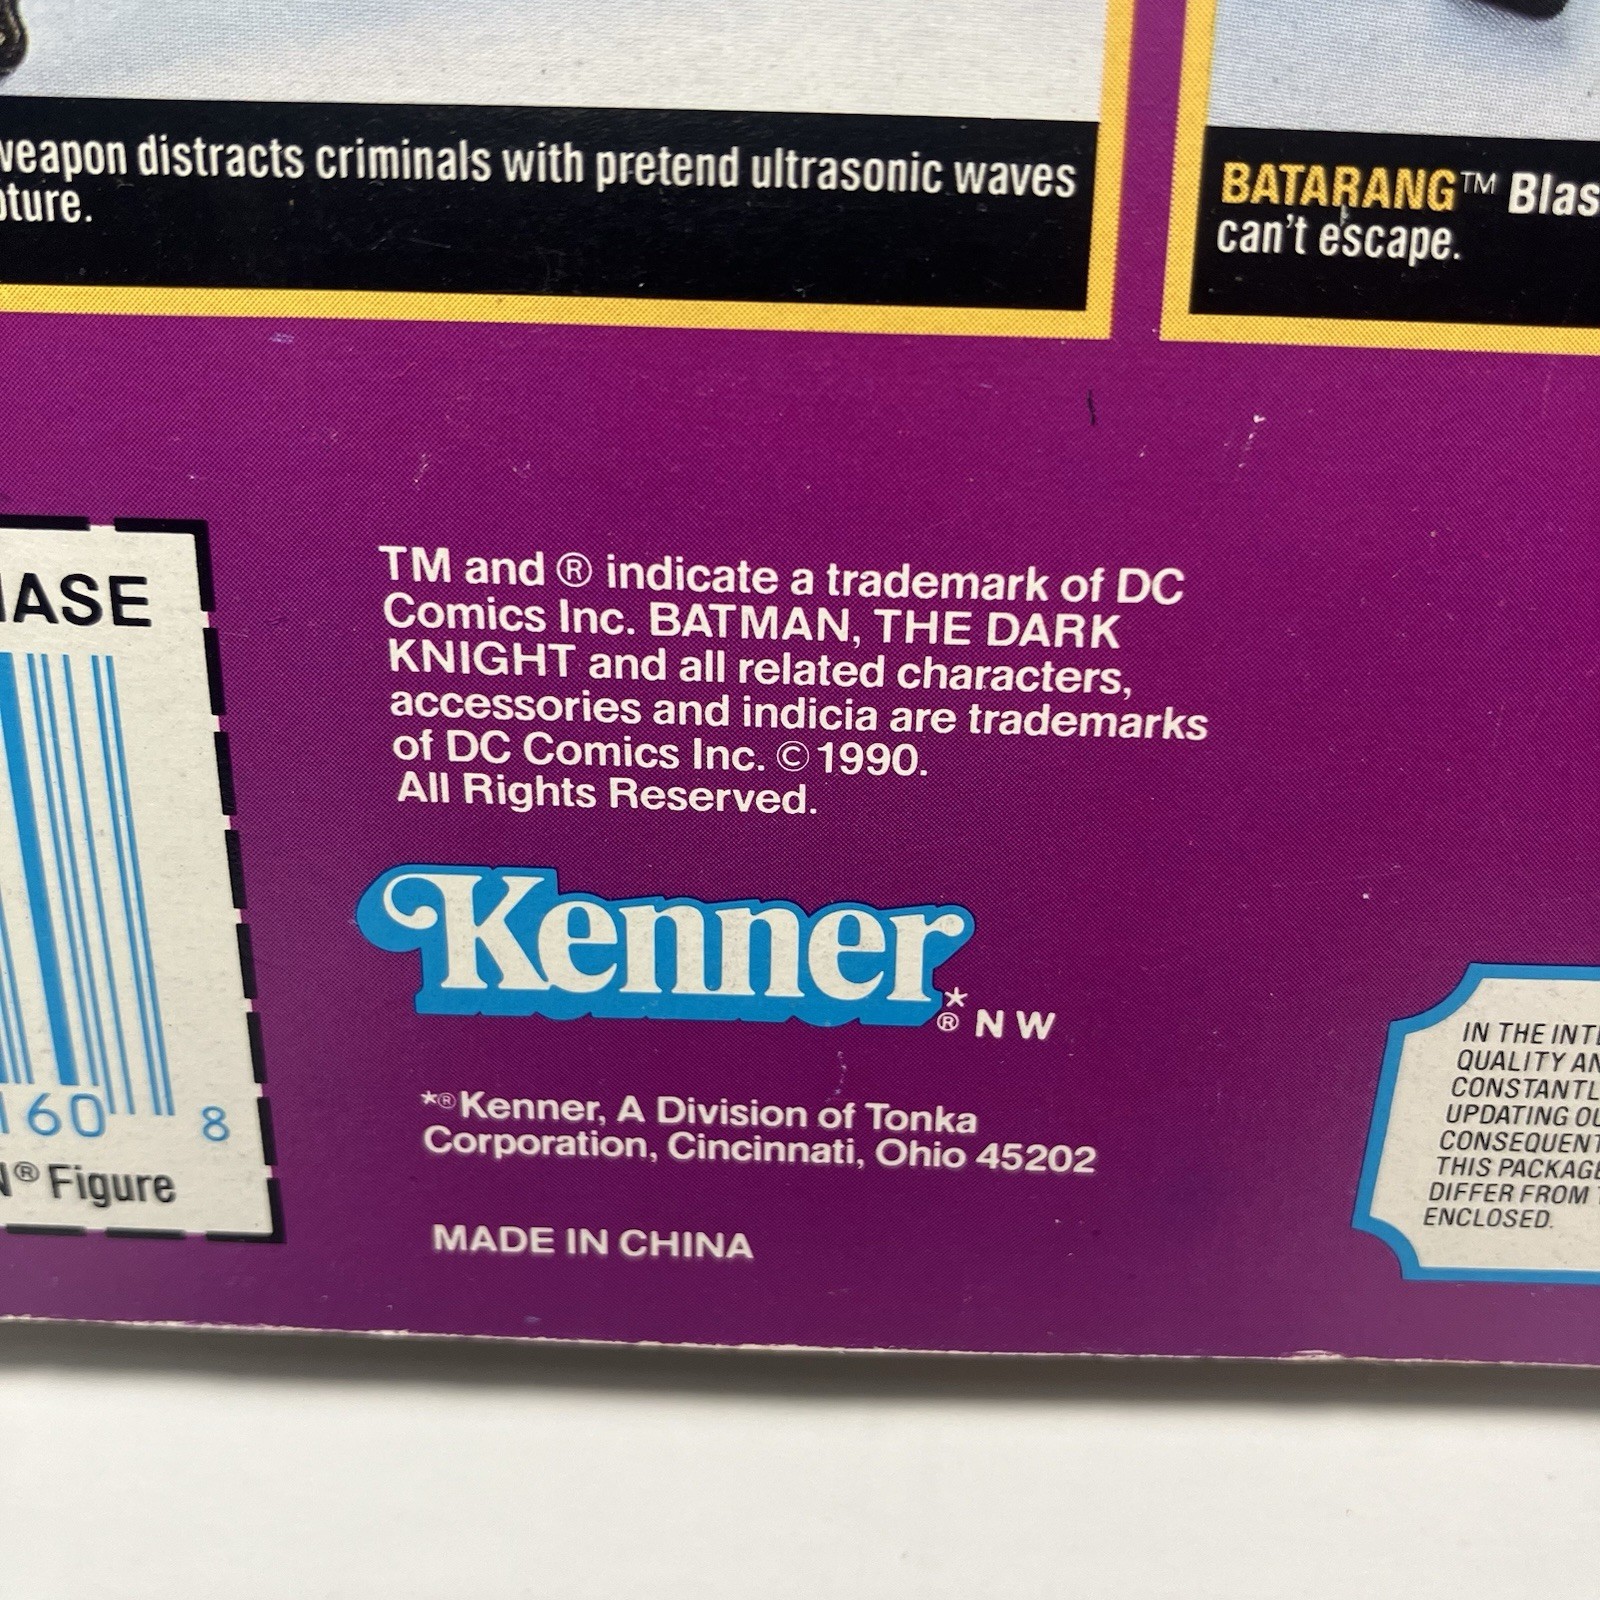 weapon distracts criminals with pretend ultrasonic waves
BATARANG™ Blas
can't escape.
TM and ® indicate a trademark of DC
Comics Inc. BATMAN, THE DARK
KNIGHT and all related characters,
accessories and indicia are trademarks
of DC Comics Inc. ©1990.
All Rights Reserved.
Kenner
*
® N W
*®Kenner, A Division of Tonka
Corporation, Cincinnati, Ohio 45202
MADE IN CHINA
160 8
® Figure
IN THE INT
QUALITY AN
CONSTANTL
UPDATING OU
CONSEQUENT
THIS PACKAGE
DIFFER FROM
ENCLOSED.